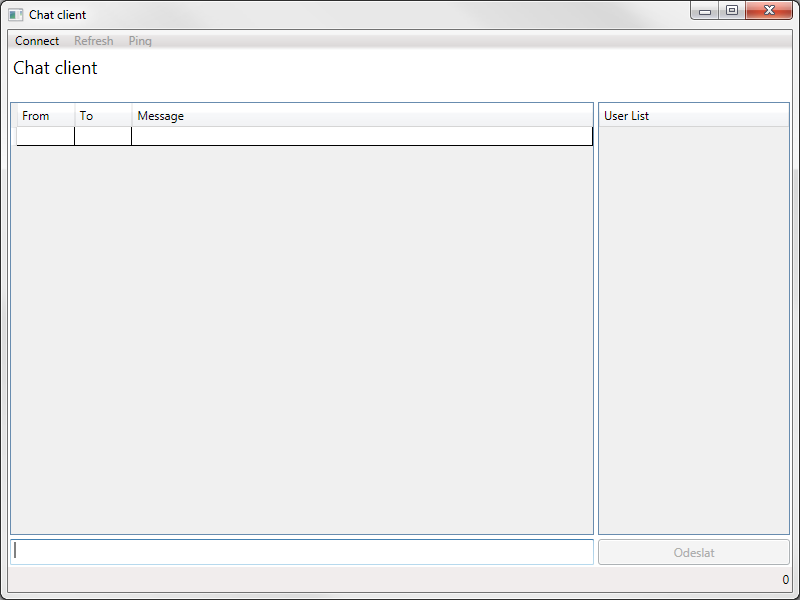 Chat client
Connect Refresh Ping
Chat client
From To Message User List
Odeslat
0